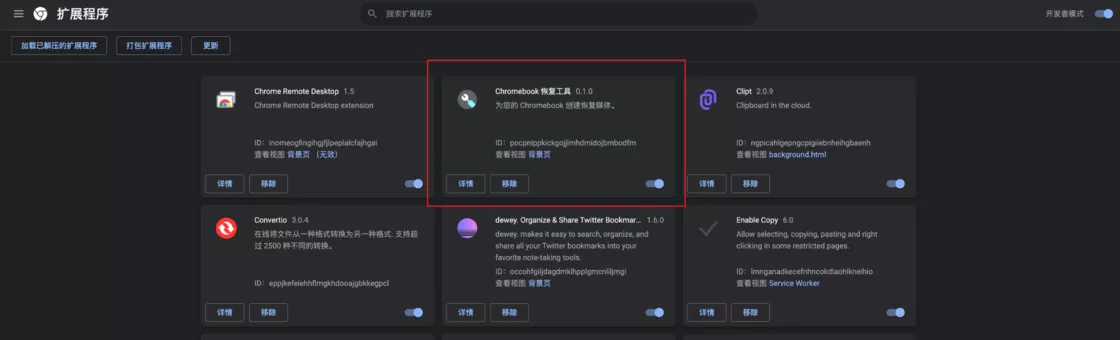 扩展程序
搜索扩展程序
开发者模式
加载已解压的扩展程序
打包扩展程序
更新
Chrome Remote Desktop 1.5
Chrome Remote Desktop extension
ID：inomeogfingihgjfjlpeplalcfajhgai
查看视图 背景页 （无效）
详情
移除
Chromebook 恢复工具 0.1.0
为您的 Chromebook 创建恢复媒体。
ID：pocpnlppkickgojjlmhdmidojbmbodfm
查看视图 背景页
详情
移除
Clipt 2.0.9
Clipboard in the cloud.
ID：ngpicahlgepngcpigiiebnheihgbaenh
查看视图 background.html
详情
移除
Convertio 3.0.4
在线将文件从一种格式转换为另一种格式. 支持超
过 2500 种不同的转换。
ID：eppjkefeiehhflmgkhdooajgbkkegpcl
详情
移除
dewey. Organize & Share Twitter Bookmar... 1.6.0
dewey. makes it easy to search, organize, and
share all your Twitter bookmarks into your
favorite note-taking tools.
ID：occohfgiljdagdmklhpplgmcnliljmgi
查看视图 背景页
详情
移除
Enable Copy 6.0
Allow selecting, copying, pasting and right
clicking in some restricted pages.
ID：lmnganadkecefnhncokdlaohlkneihio
查看视图 Service Worker
详情
移除